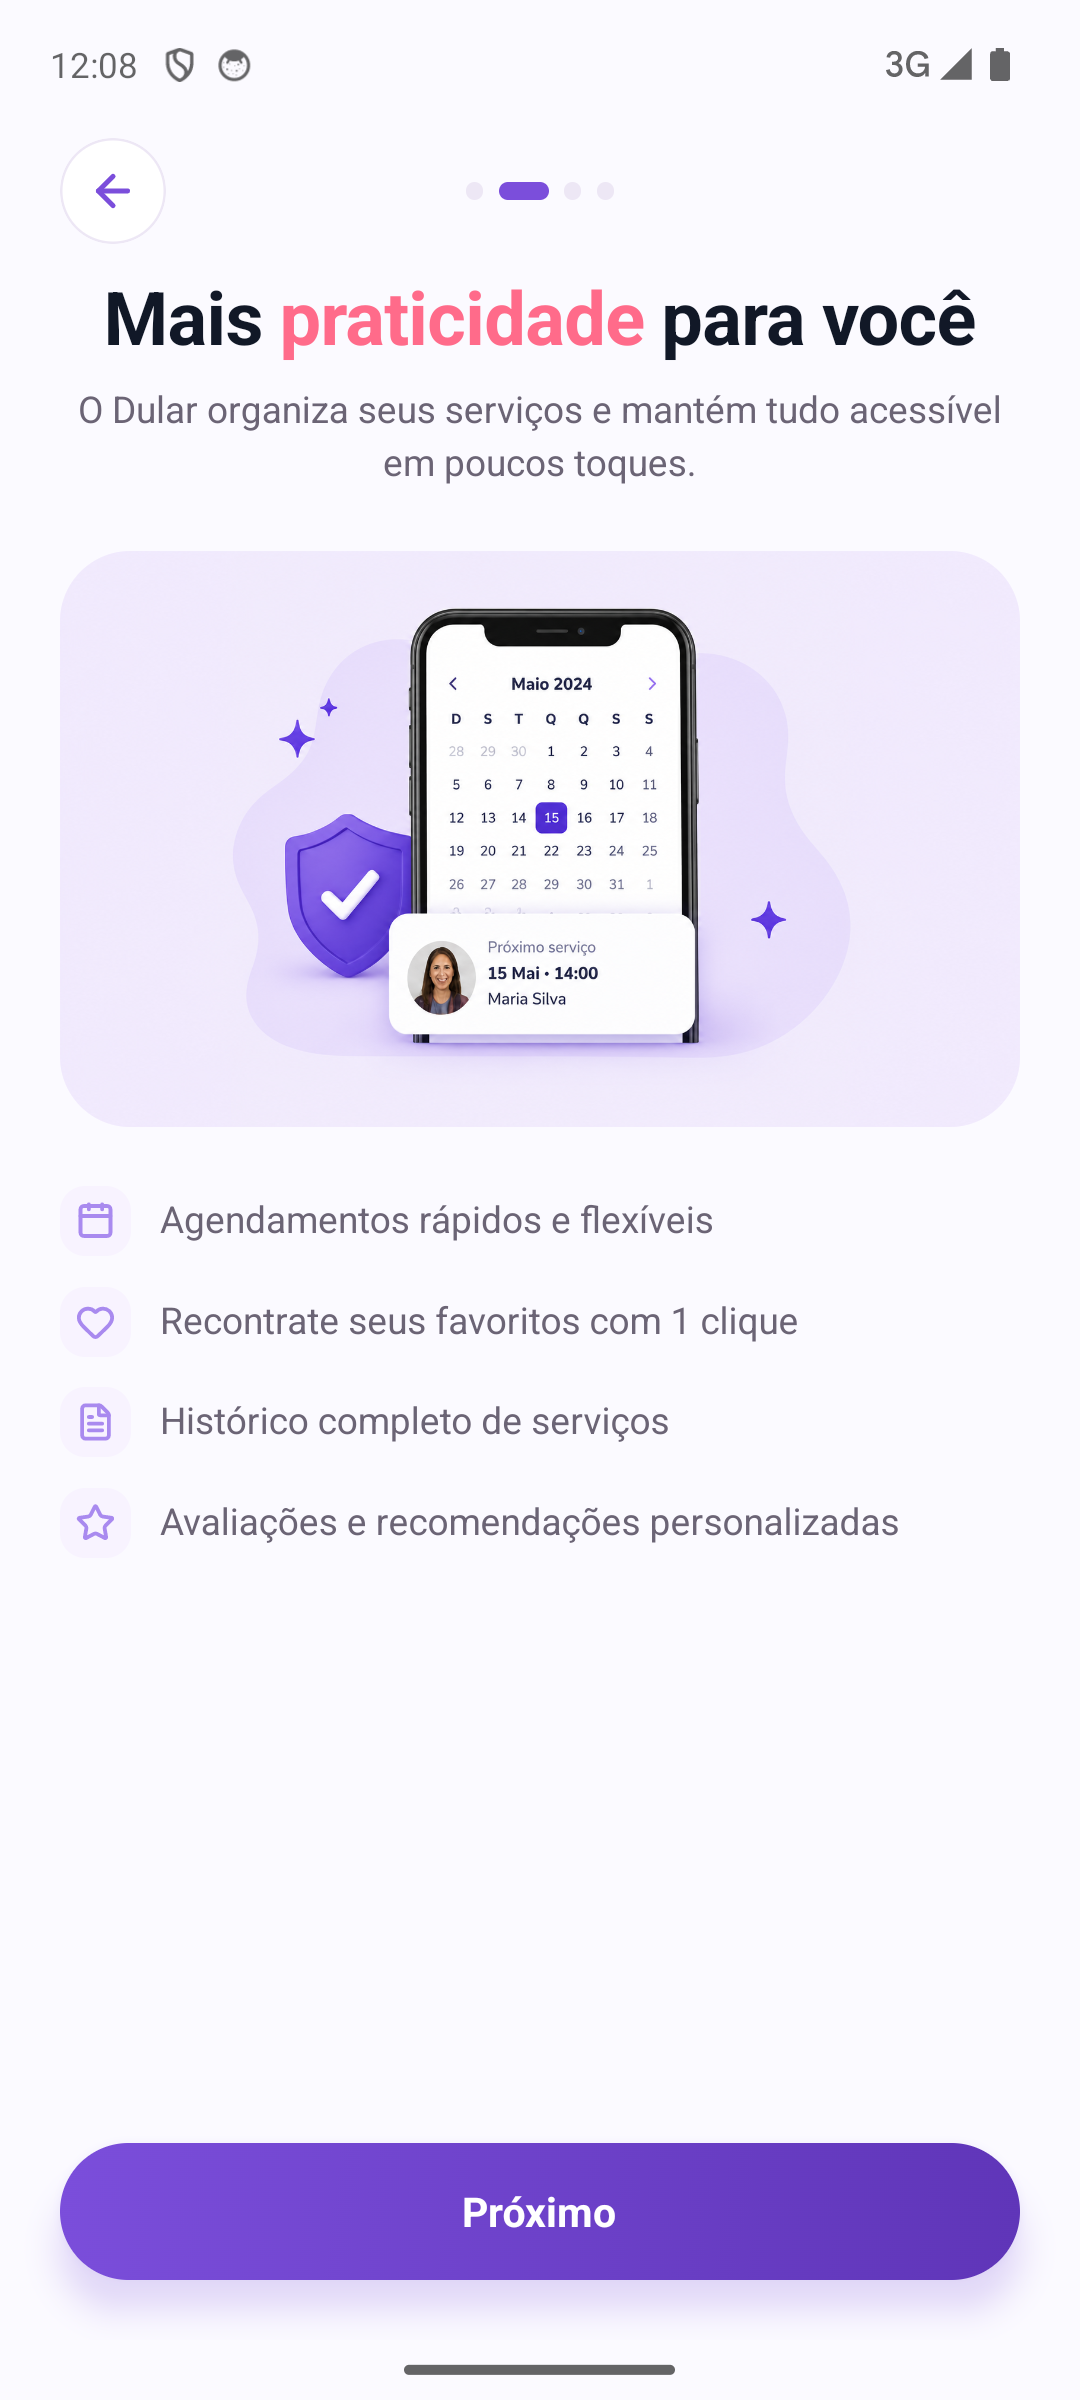 12:08
3G
Mais praticidade para você
O Dular organiza seus serviços e mantém tudo acessível
em poucos toques.
Maio 2024
D S T Q Q S S
28 29 30 1 2 3 4
5 6 7 8 9 10 11
12 13 14 15 16 17 18
19 20 21 22 23 24 25
26 27 28 29 30 31 1
Próximo serviço
15 Mai • 14:00
Maria Silva
Agendamentos rápidos e flexíveis
Recontrate seus favoritos com 1 clique
Histórico completo de serviços
Avaliações e recomendações personalizadas
Próximo